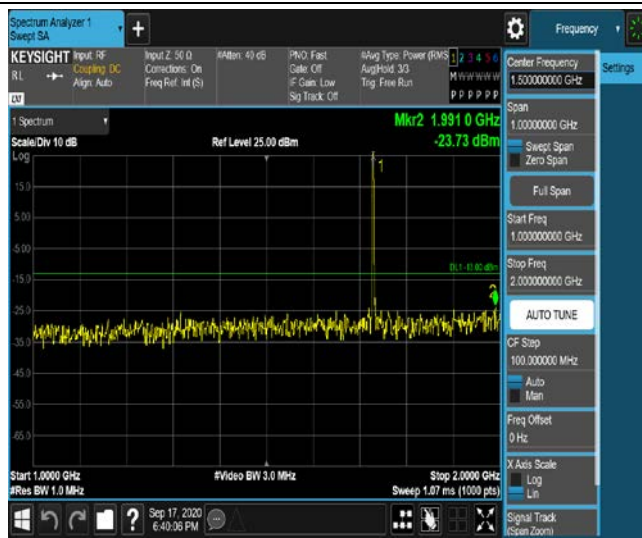 Spectrum Analyzer 1
Swept SA
+
Frequency
KEYSIGHT
RL
Input: RF
Coupling: DC
Align: Auto
Input Z: 50 Ω
Corrections: On
Freq Ref: Int (S)
#Atten: 40 dB
PNO: Fast
Gate: Off
IF Gain: Low
Sig Track: Off
#Avg Type: Power (RMS
Avg|Hold: 3/3
Trig: Free Run
1 2 3 4 5 6
M W W W W W
P P P P P P
Center Frequency
1.500000000 GHz
Settings
Span
1.00000000 GHz
Swept Span
Zero Span
Full Span
Start Freq
1.000000000 GHz
Stop Freq
2.000000000 GHz
AUTO TUNE
CF Step
100.000000 MHz
Auto
Man
Freq Offset
0 Hz
X Axis Scale
Log
Lin
Signal Track
(Span Zoom)
1 Spectrum
Mkr2 1.991 0 GHz
Scale/Div 10 dB
Ref Level 25.00 dBm
-23.73 dBm
Log
1
15.0
5.00
-5.00
DL1 -13.00 dBm
-15.0
2
-25.0
-35.0
-45.0
-55.0
-65.0
Start 1.0000 GHz
#Video BW 3.0 MHz
Stop 2.0000 GHz
#Res BW 1.0 MHz
Sweep 1.07 ms (1000 pts)
?
Sep 17, 2020
6:40:06 PM